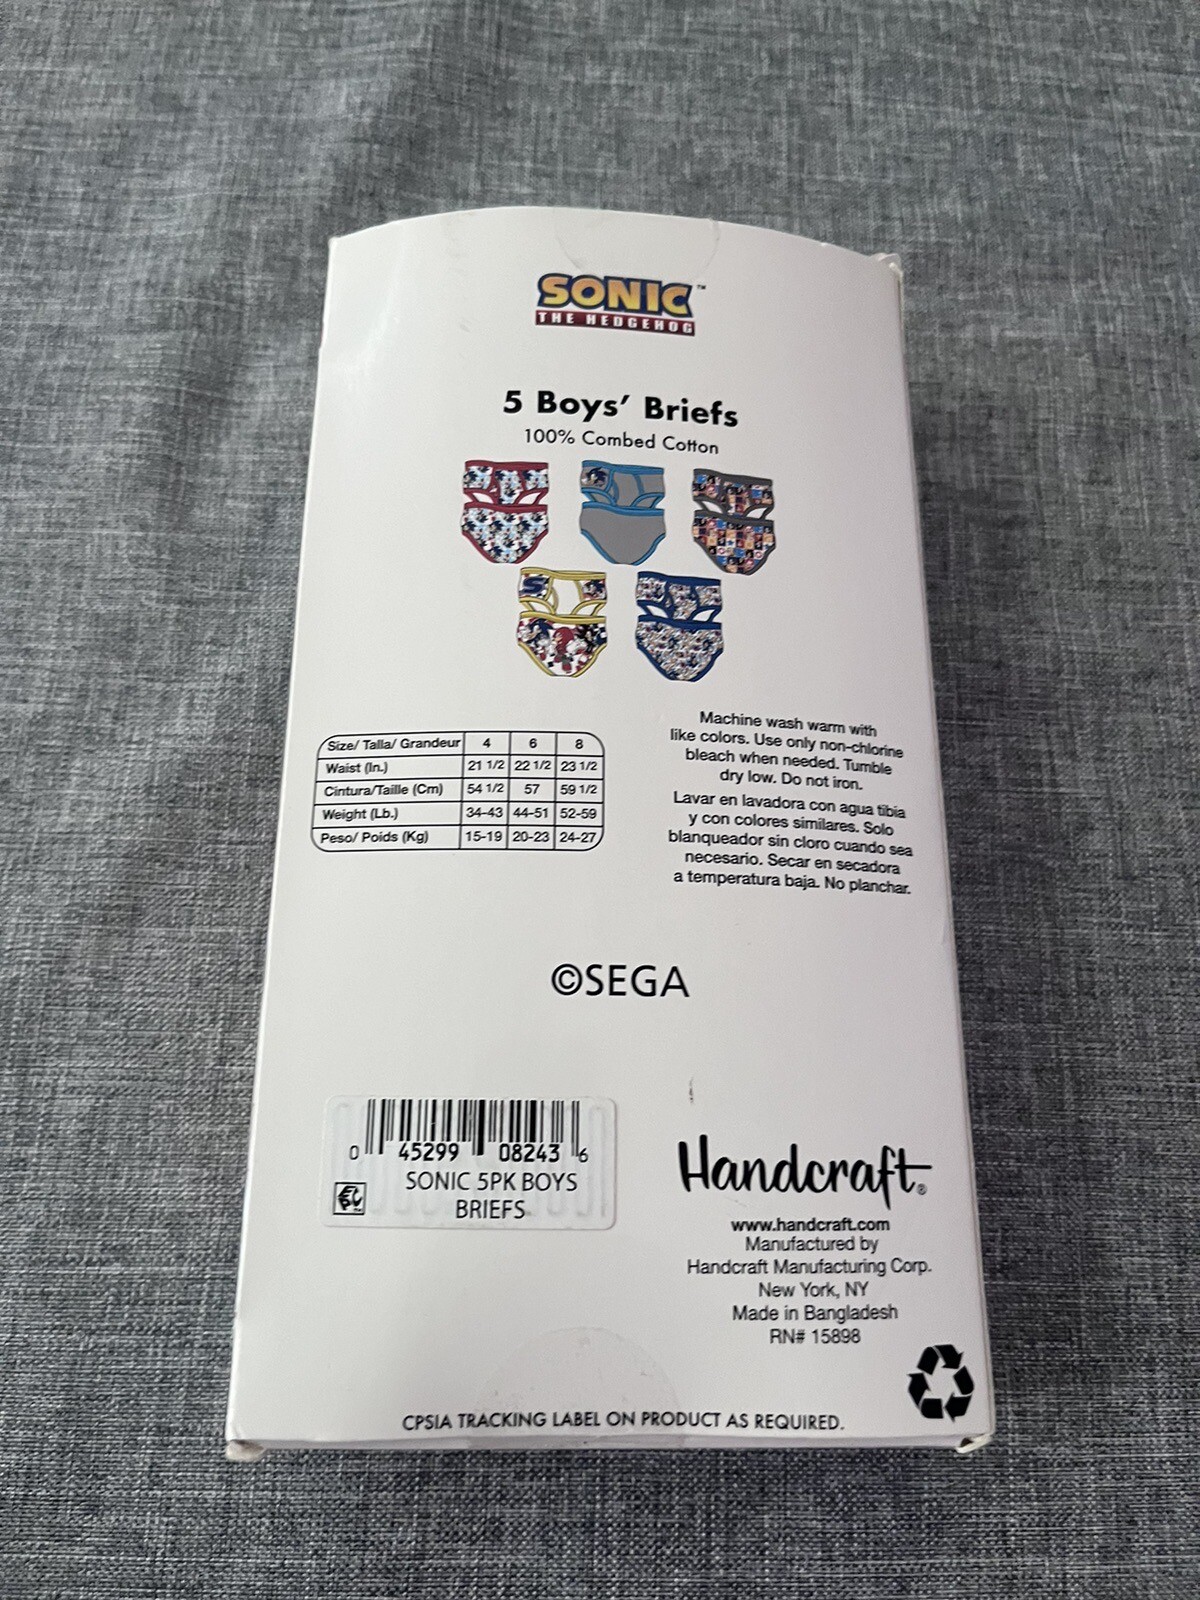 SONIC™
THE HEDGEHOG
5 Boys' Briefs
100% Combed Cotton
Size/ Talla/ Grandeur 4 6 8
Waist (In.) 21 1/2 22 1/2 23 1/2
Cintura/Taille (Cm) 54 1/2 57 59 1/2
Weight (Lb.) 34-43 44-51 52-59
Peso/ Poids (Kg) 15-19 20-23 24-27
Machine wash warm with
like colors. Use only non-chlorine
bleach when needed. Tumble
dry low. Do not iron.
Lavar en lavadora con agua tibia
y con colores similares. Solo
blanqueador sin cloro cuando sea
necesario. Secar en secadora
a temperatura baja. No planchar.
©SEGA
0 45299 08243 6
SONIC 5PK BOYS
BRIEFS
Handcraft®
www.handcraft.com
Manufactured by
Handcraft Manufacturing Corp.
New York, NY
Made in Bangladesh
RN# 15898
CPSIA TRACKING LABEL ON PRODUCT AS REQUIRED.